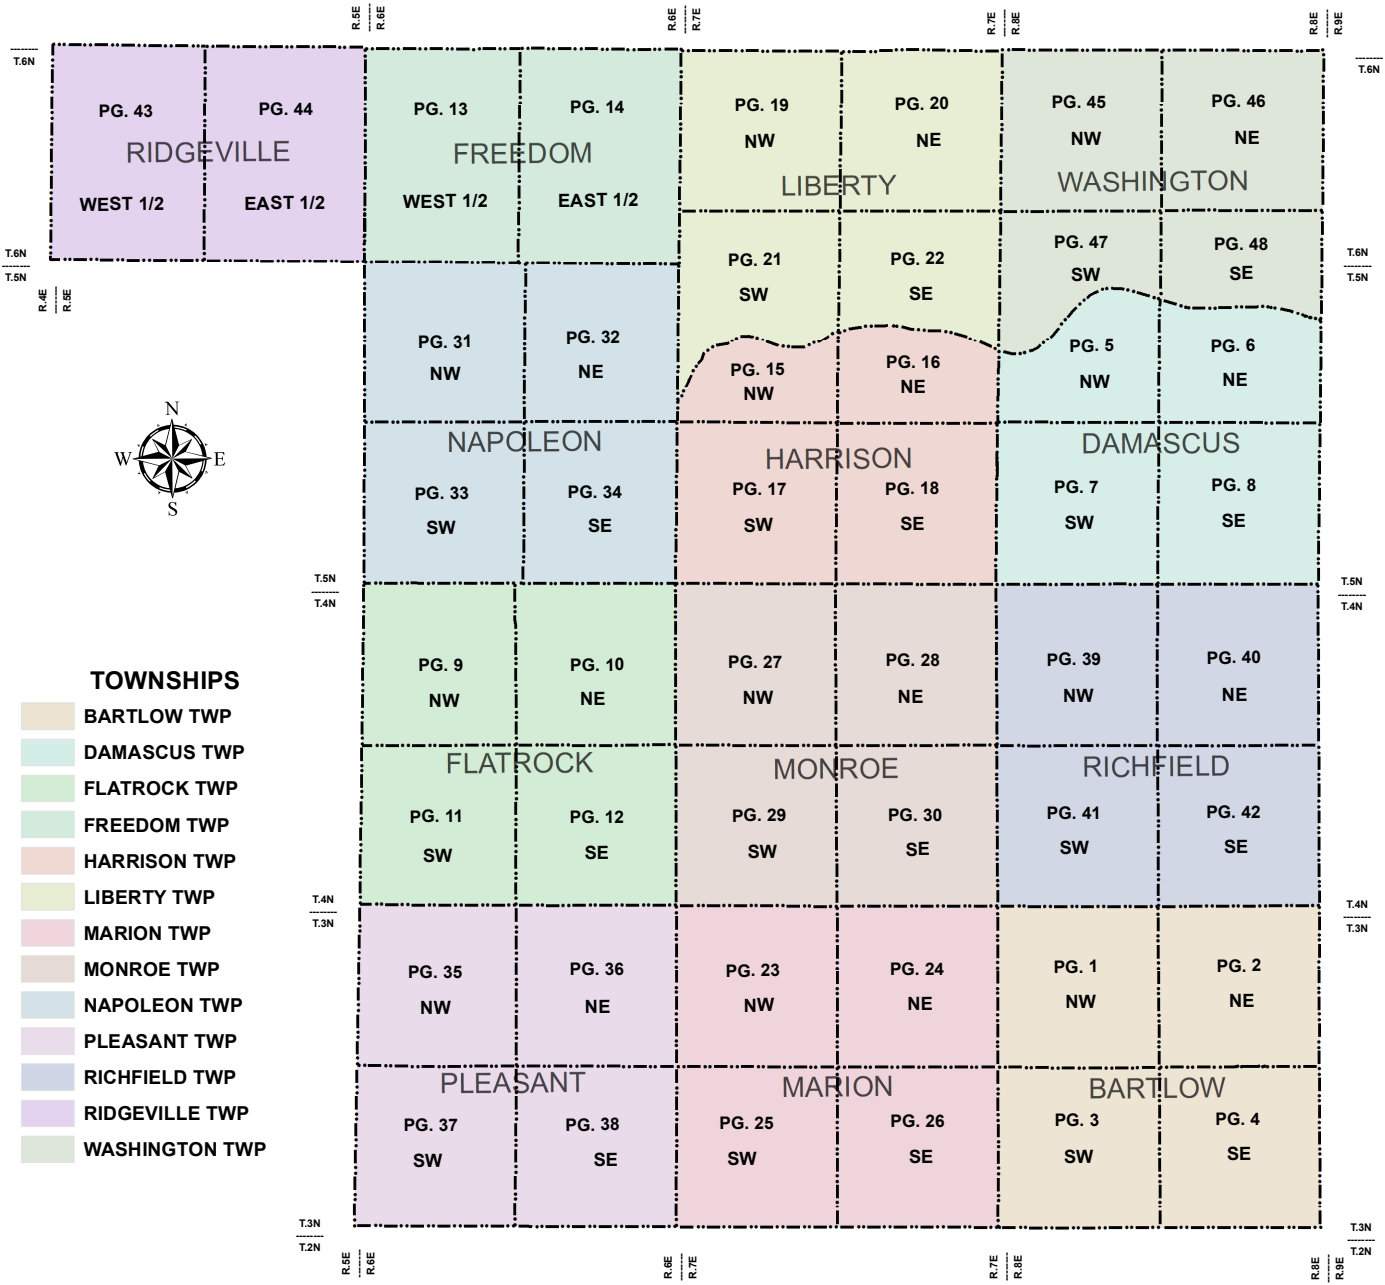 R.5E
R.6E
R.6E
R.7E
R.7E
R.8E
R.8E
R.9E
T.6N
T.6N
PG. 43
PG. 44
RIDGEVILLE
WEST 1/2
EAST 1/2
PG. 13
PG. 14
FREEDOM
WEST 1/2
EAST 1/2
PG. 19
NW
PG. 20
NE
LIBERTY
PG. 21
SW
PG. 22
SE
PG. 45
NW
PG. 46
NE
WASHINGTON
PG. 47
SW
PG. 48
SE
T.6N
T.5N
R.4E
R.5E
T.6N
T.5N
PG. 31
NW
PG. 32
NE
NAPOLEON
PG. 33
SW
PG. 34
SE
PG. 15
NW
PG. 16
NE
HARRISON
PG. 17
SW
PG. 18
SE
PG. 5
NW
PG. 6
NE
DAMASCUS
PG. 7
SW
PG. 8
SE
N
W
E
S
T.5N
T.4N
T.5N
T.4N
PG. 9
NW
PG. 10
NE
FLATROCK
PG. 11
SW
PG. 12
SE
PG. 27
NW
PG. 28
NE
MONROE
PG. 29
SW
PG. 30
SE
PG. 39
NW
PG. 40
NE
RICHFIELD
PG. 41
SW
PG. 42
SE
TOWNSHIPS
BARTLOW TWP
DAMASCUS TWP
FLATROCK TWP
FREEDOM TWP
HARRISON TWP
LIBERTY TWP
MARION TWP
MONROE TWP
NAPOLEON TWP
PLEASANT TWP
RICHFIELD TWP
RIDGEVILLE TWP
WASHINGTON TWP
T.4N
T.3N
T.4N
T.3N
PG. 35
NW
PG. 36
NE
PLEASANT
PG. 37
SW
PG. 38
SE
PG. 23
NW
PG. 24
NE
MARION
PG. 25
SW
PG. 26
SE
PG. 1
NW
PG. 2
NE
BARTLOW
PG. 3
SW
PG. 4
SE
T.3N
T.2N
T.3N
T.2N
R.5E
R.6E
R.6E
R.7E
R.7E
R.8E
R.8E
R.9E